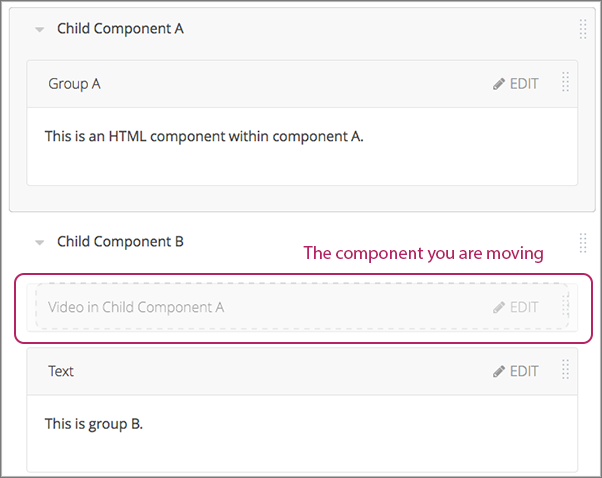 Child Component A
Group A EDIT
This is an HTML component within component A.
Child Component B
The component you are moving
Video in Child Component A EDIT
Text EDIT
This is group B.